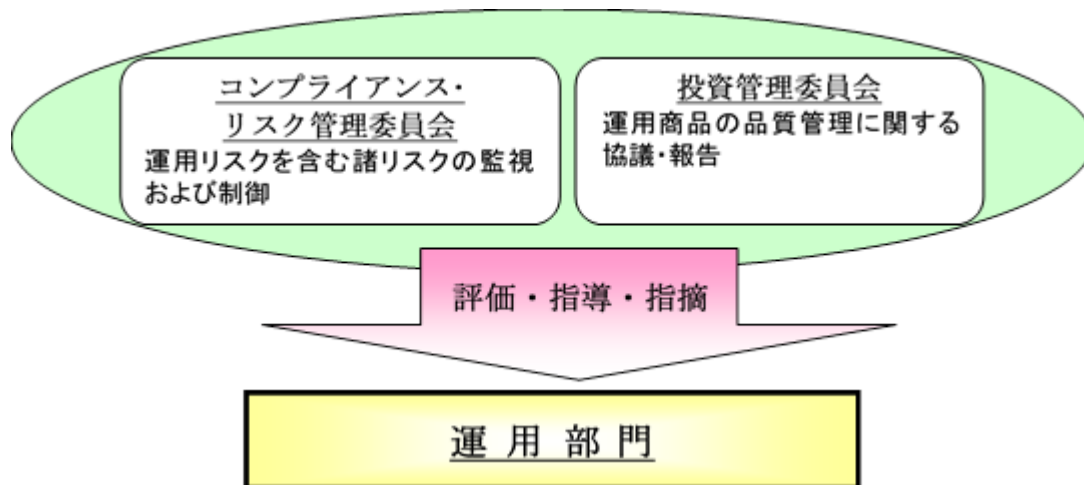 コンプライアンス・
リスク管理委員会
運用リスクを含む諸リスクの監視
および制御
投資管理委員会
運用商品の品質管理に関する
協議・報告
評価・指導・指摘
運用部門